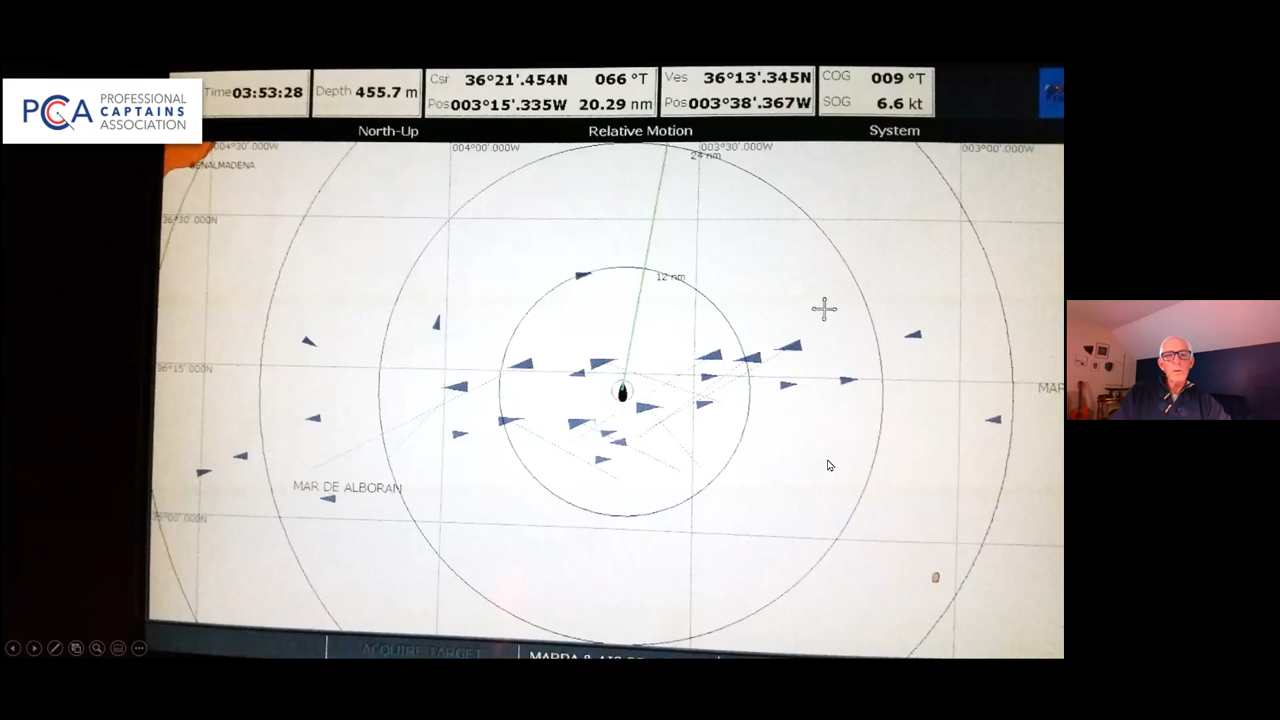 PCA PROFESSIONAL
CAPTAINS
ASSOCIATION
Time 03:53:28
Depth 455.7 m
Csr 36°21'.454N 066 °T
Pos 003°15'.335W 20.29 nm
Ves 36°13'.345N
Pos 003°38'.367W
COG 009 °T
SOG 6.6 kt
North-Up Relative Motion System
004°30'.000W 004°00'.000W 003°30'.000W 003°00'.000W
24 nm
BENALMADENA
36°30'.000N
12 nm
36°15'.000N
MAR
MAR DE ALBORAN
ACQUIRE TARGET